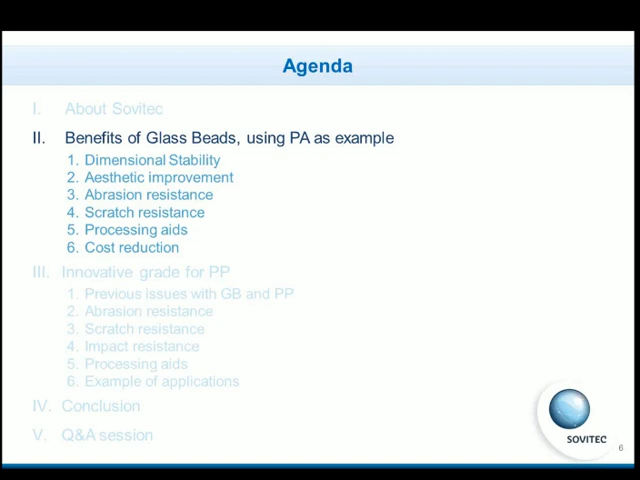 Agenda
I. About Sovitec
II. Benefits of Glass Beads, using PA as example
1. Dimensional Stability
2. Aesthetic improvement
3. Abrasion resistance
4. Scratch resistance
5. Processing aids
6. Cost reduction
III. Innovative grade for PP
1. Previous issues with GB and PP
2. Abrasion resistance
3. Scratch resistance
4. Impact resistance
5. Processing aids
6. Example of applications
IV. Conclusion
V. Q&A session
SOVITEC
6